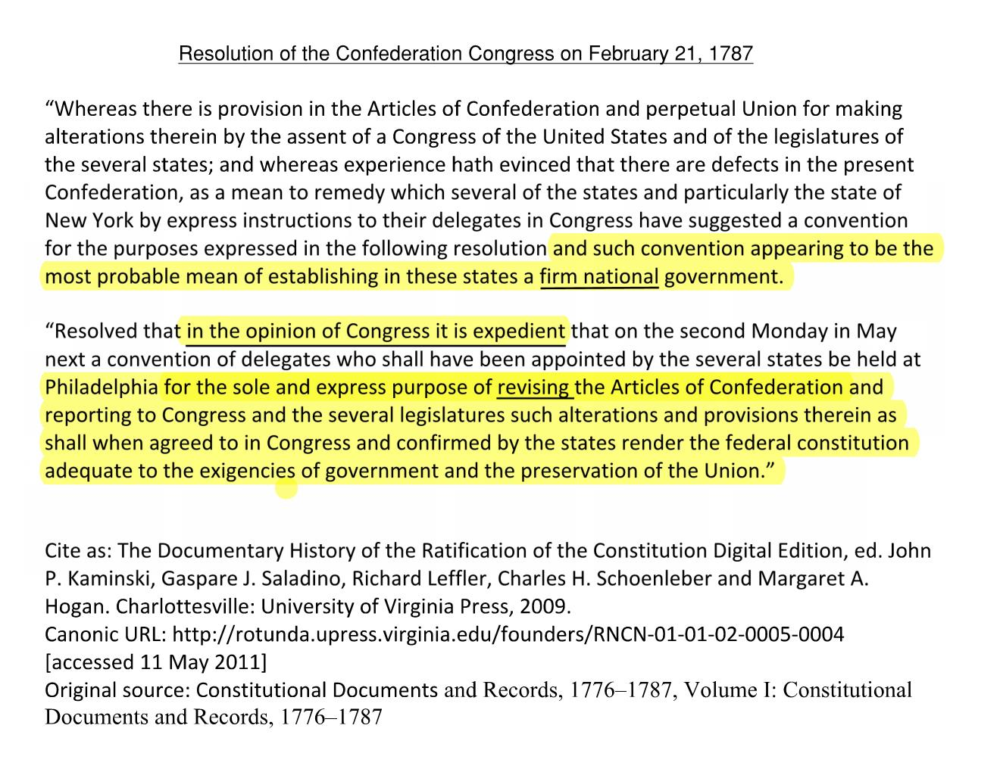 Resolution of the Confederation Congress on February 21, 1787
“Whereas there is provision in the Articles of Confederation and perpetual Union for making
alterations therein by the assent of a Congress of the United States and of the legislatures of
the several states; and whereas experience hath evinced that there are defects in the present
Confederation, as a mean to remedy which several of the states and particularly the state of
New York by express instructions to their delegates in Congress have suggested a convention
for the purposes expressed in the following resolution and such convention appearing to be the
most probable mean of establishing in these states a firm national government.
“Resolved that in the opinion of Congress it is expedient that on the second Monday in May
next a convention of delegates who shall have been appointed by the several states be held at
Philadelphia for the sole and express purpose of revising the Articles of Confederation and
reporting to Congress and the several legislatures such alterations and provisions therein as
shall when agreed to in Congress and confirmed by the states render the federal constitution
adequate to the exigencies of government and the preservation of the Union.”
Cite as: The Documentary History of the Ratification of the Constitution Digital Edition, ed. John
P. Kaminski, Gaspare J. Saladino, Richard Leffler, Charles H. Schoenleber and Margaret A.
Hogan. Charlottesville: University of Virginia Press, 2009.
Canonic URL: http://rotunda.upress.virginia.edu/founders/RNCN-01-01-02-0005-0004
[accessed 11 May 2011]
Original source: Constitutional Documents and Records, 1776–1787, Volume I: Constitutional
Documents and Records, 1776–1787